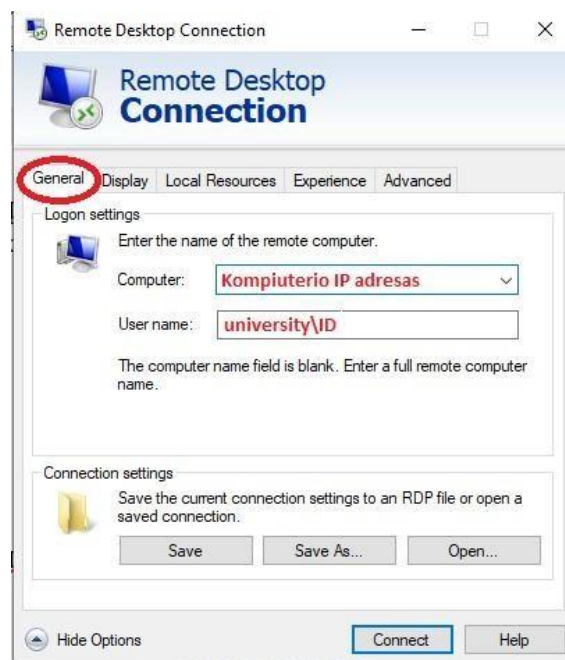 Remote Desktop Connection
Remote Desktop
Connection
General Display Local Resources Experience Advanced
Logon settings
Enter the name of the remote computer.
Computer: Kompiuterio IP adresas
User name: university\ID
The computer name field is blank. Enter a full remote computer
name.
Connection settings
Save the current connection settings to an RDP file or open a
saved connection.
Save Save As... Open...
Hide Options Connect Help